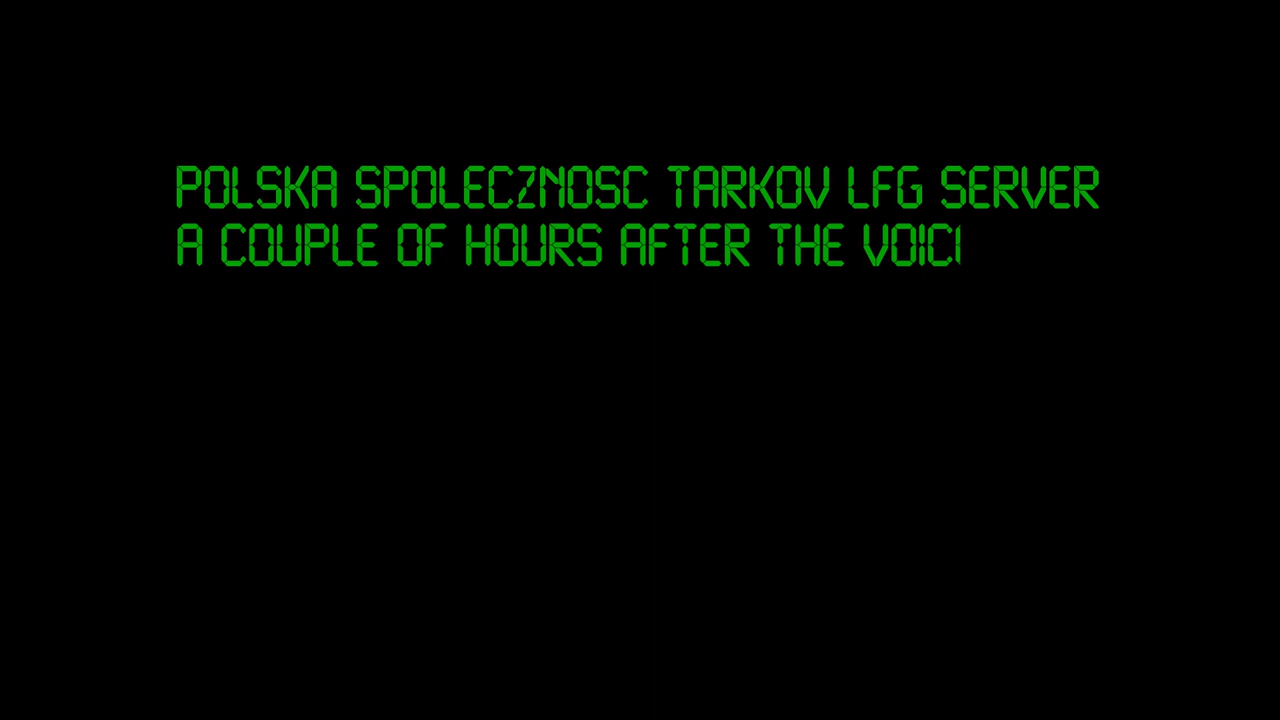 POLSKA SPOLECZNOSC TARKOV LFG SERVER
A COUPLE OF HOURS AFTER THE